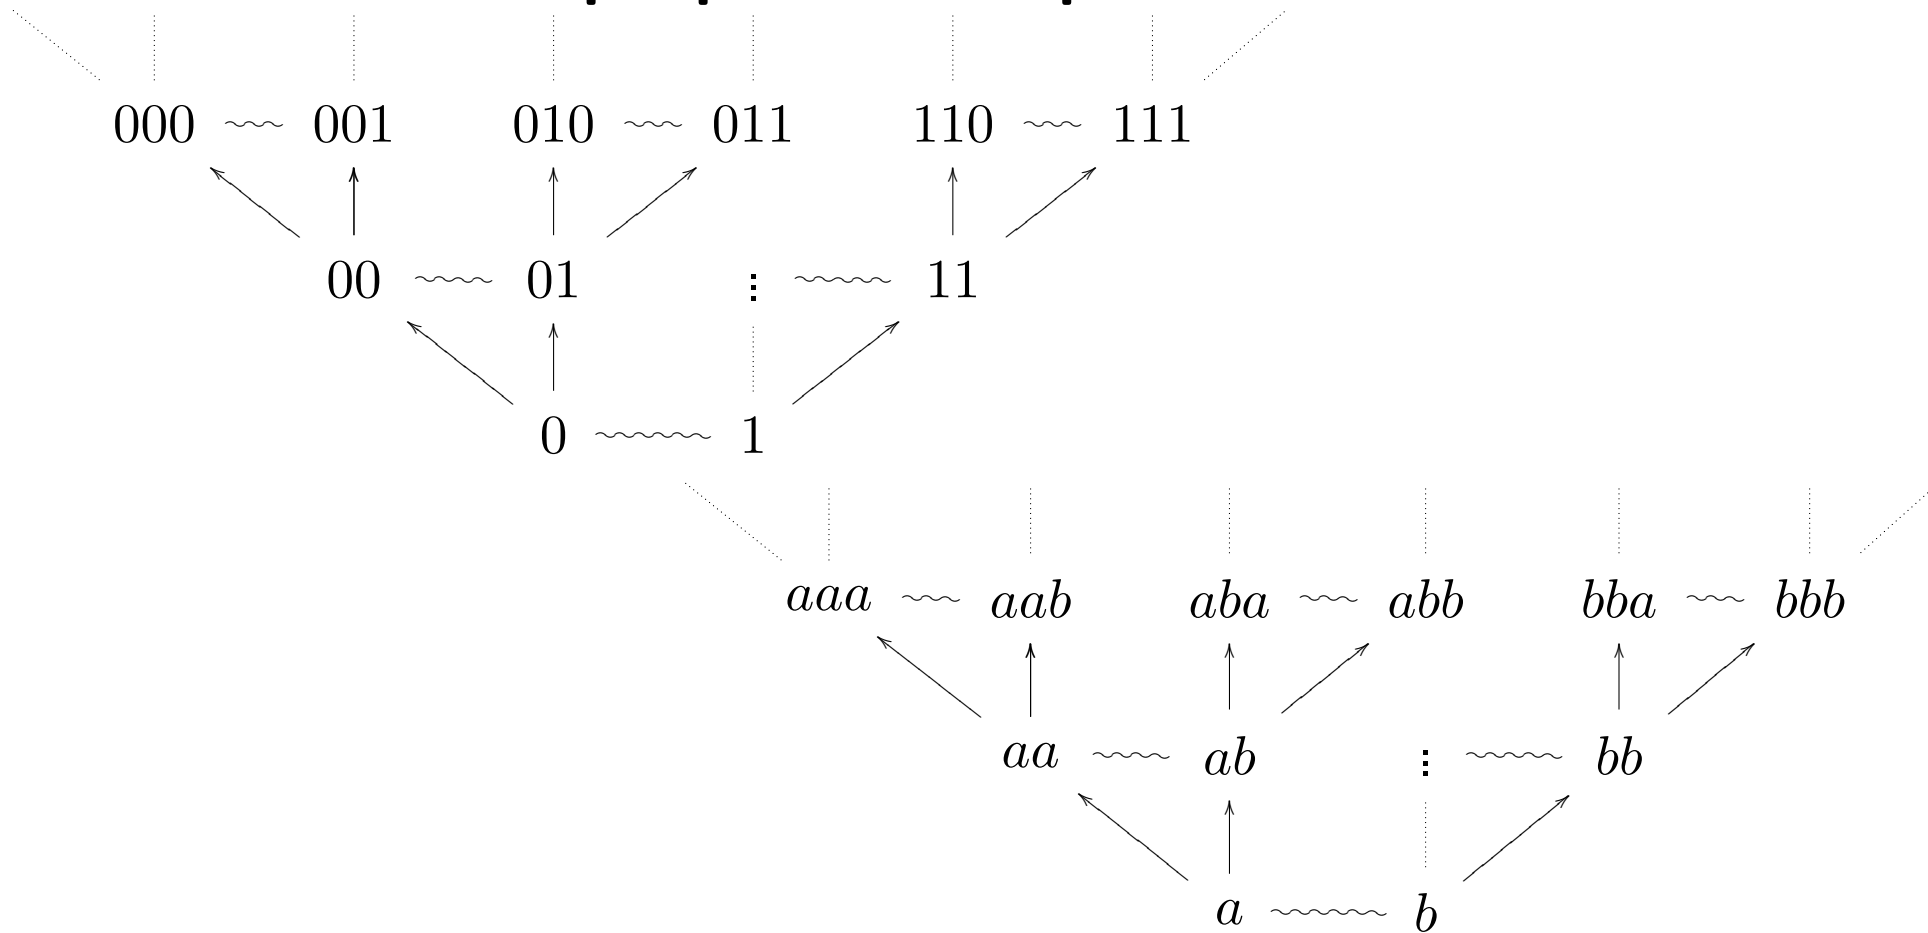 000 001 010 011 110 111
00 01 ⋮ 11
0 1
aaa aab aba abb bba bbb
aa ab ⋮ bb
a b